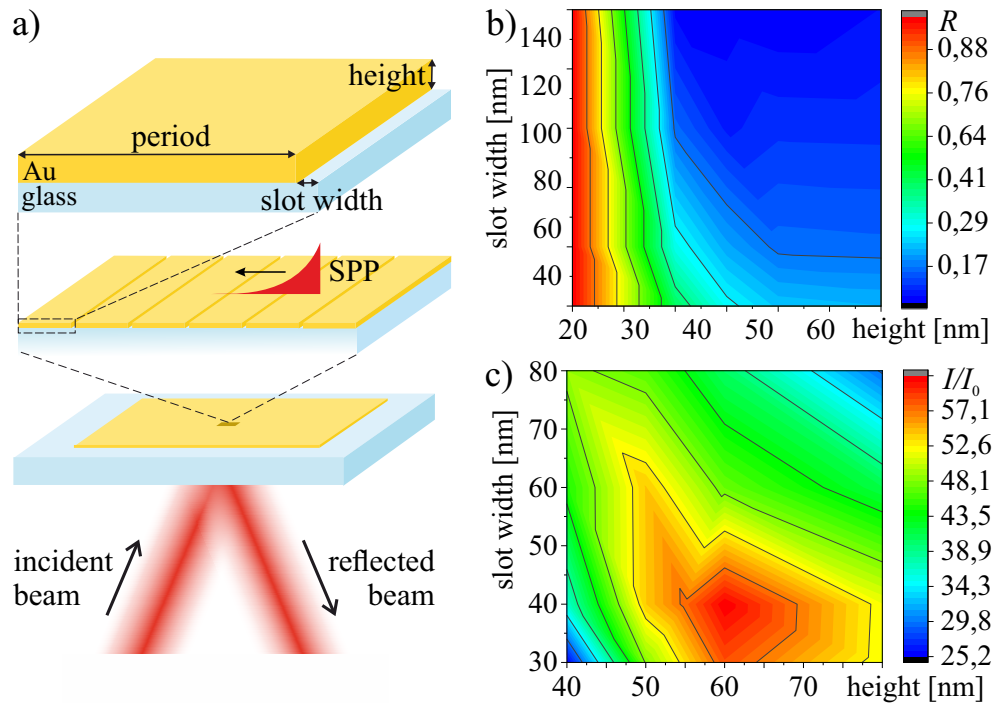 a)
height
period
Au
glass
slot width
SPP
incident
beam
reflected
beam
b)
slot width [nm]
140
120
100
80
60
40
20 30 40 50 60 height [nm]
R
0,88
0,76
0,64
0,41
0,29
0,17
c)
slot width [nm]
80
70
60
50
40
30
40 50 60 70 height [nm]
I/I₀
57,1
52,6
48,1
43,5
38,9
34,3
29,8
25,2